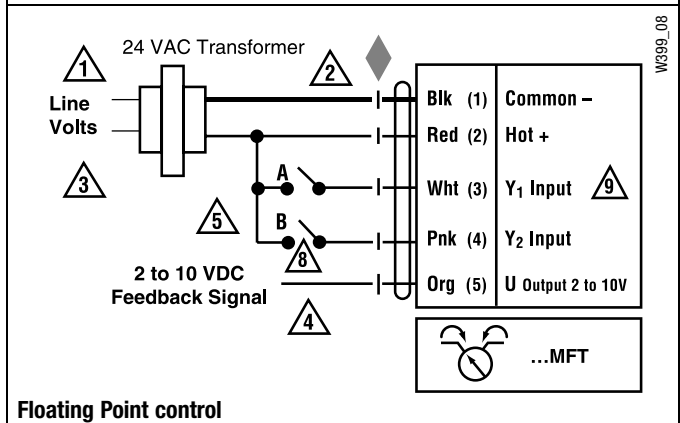 W399_08
24 VAC Transformer
1
2
Line
Volts
3
Blk (1) Common –
Red (2) Hot +
A
Wht (3) Y₁ Input
9
5
B
Pnk (4) Y₂ Input
8
2 to 10 VDC
Feedback Signal
Org (5) U Output 2 to 10V
4
...MFT
Floating Point control